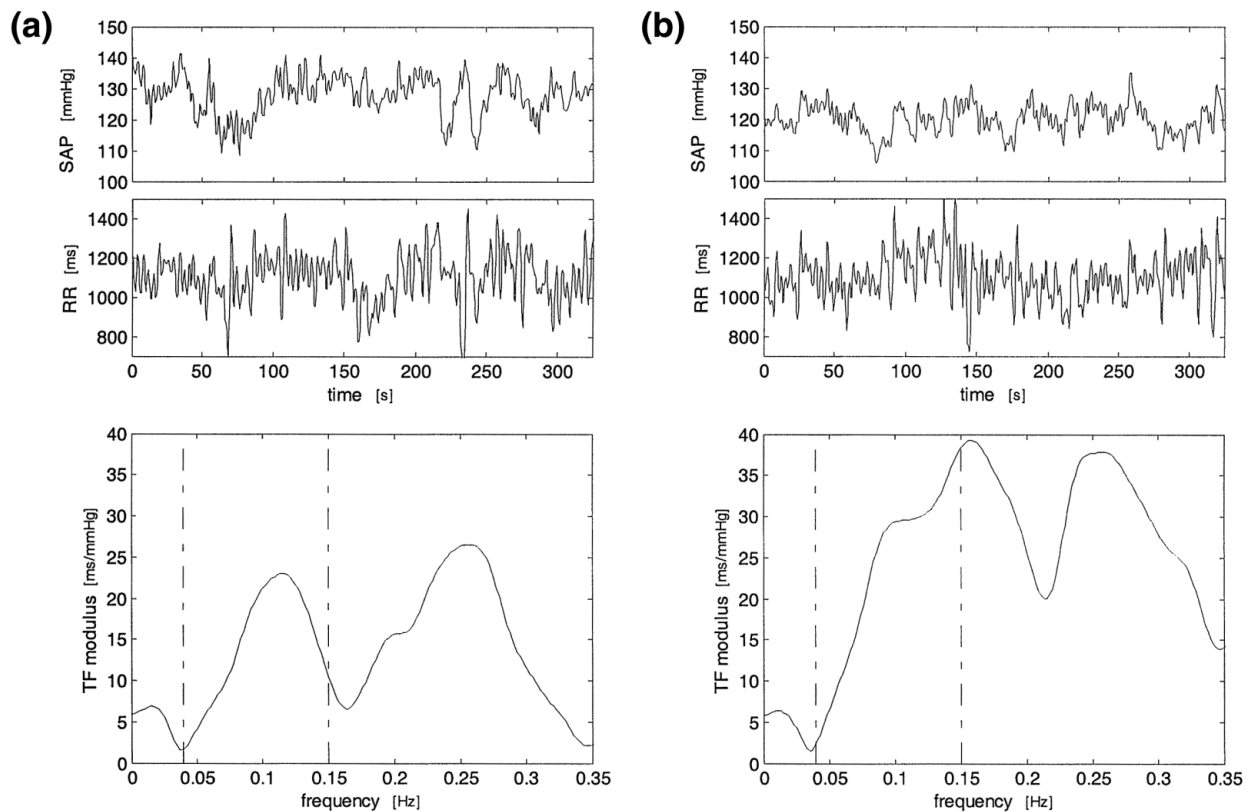 (a)
150
140
130
120
110
100
SAP [mmHg]
1400
1200
1000
800
RR [ms]
0 50 100 150 200 250 300
time [s]
40
35
30
25
20
15
10
5
0
TF modulus [ms/mmHg]
0 0.05 0.1 0.15 0.2 0.25 0.3 0.35
frequency [Hz]
(b)
150
140
130
120
110
100
SAP [mmHg]
1400
1200
1000
800
RR [ms]
0 50 100 150 200 250 300
time [s]
40
35
30
25
20
15
10
5
0
TF modulus [ms/mmHg]
0 0.05 0.1 0.15 0.2 0.25 0.3 0.35
frequency [Hz]